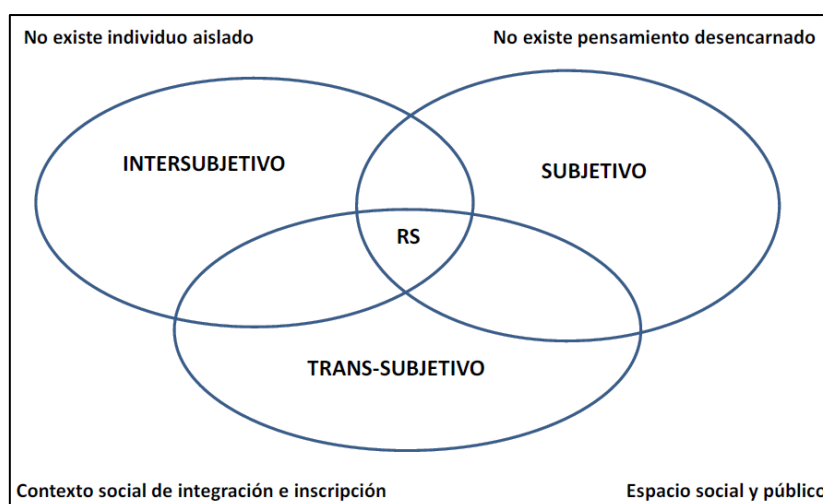 No existe individuo aislado
No existe pensamiento desencarnado
INTERSUBJETIVO
SUBJETIVO
RS
TRANS-SUBJETIVO
Contexto social de integración e inscripción
Espacio social y público